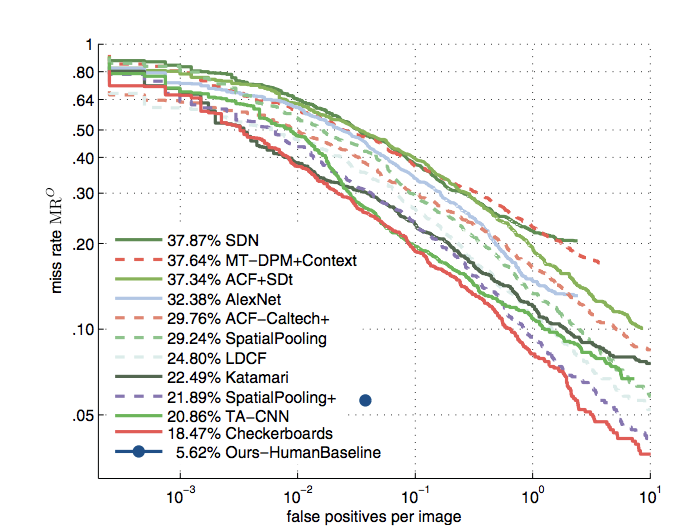 1
.80
.64
.50
.40
.30
.20
.10
.05
miss rate MR^O
37.87% SDN
37.64% MT−DPM+Context
37.34% ACF+SDt
32.38% AlexNet
29.76% ACF−Caltech+
29.24% SpatialPooling
24.80% LDCF
22.49% Katamari
21.89% SpatialPooling+
20.86% TA−CNN
18.47% Checkerboards
5.62% Ours−HumanBaseline
10^−3 10^−2 10^−1 10^0 10^1
false positives per image